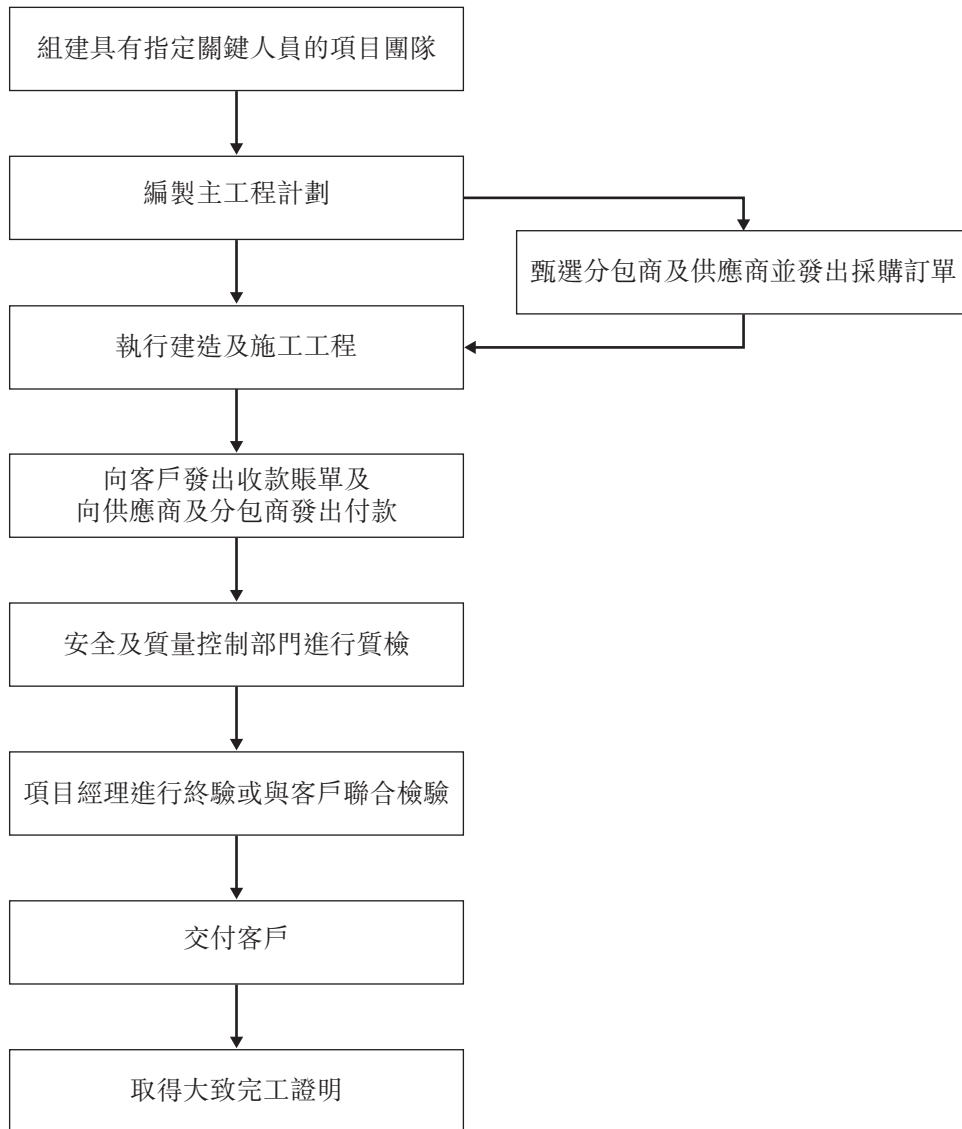 組建具有指定關鍵人員的項目團隊
編製主工程計劃
甄選分包商及供應商並發出採購訂單
執行建造及施工工程
向客戶發出收款賬單及
向供應商及分包商發出付款
安全及質量控制部門進行質檢
項目經理進行終驗或與客戶聯合檢驗
交付客戶
取得大致完工證明